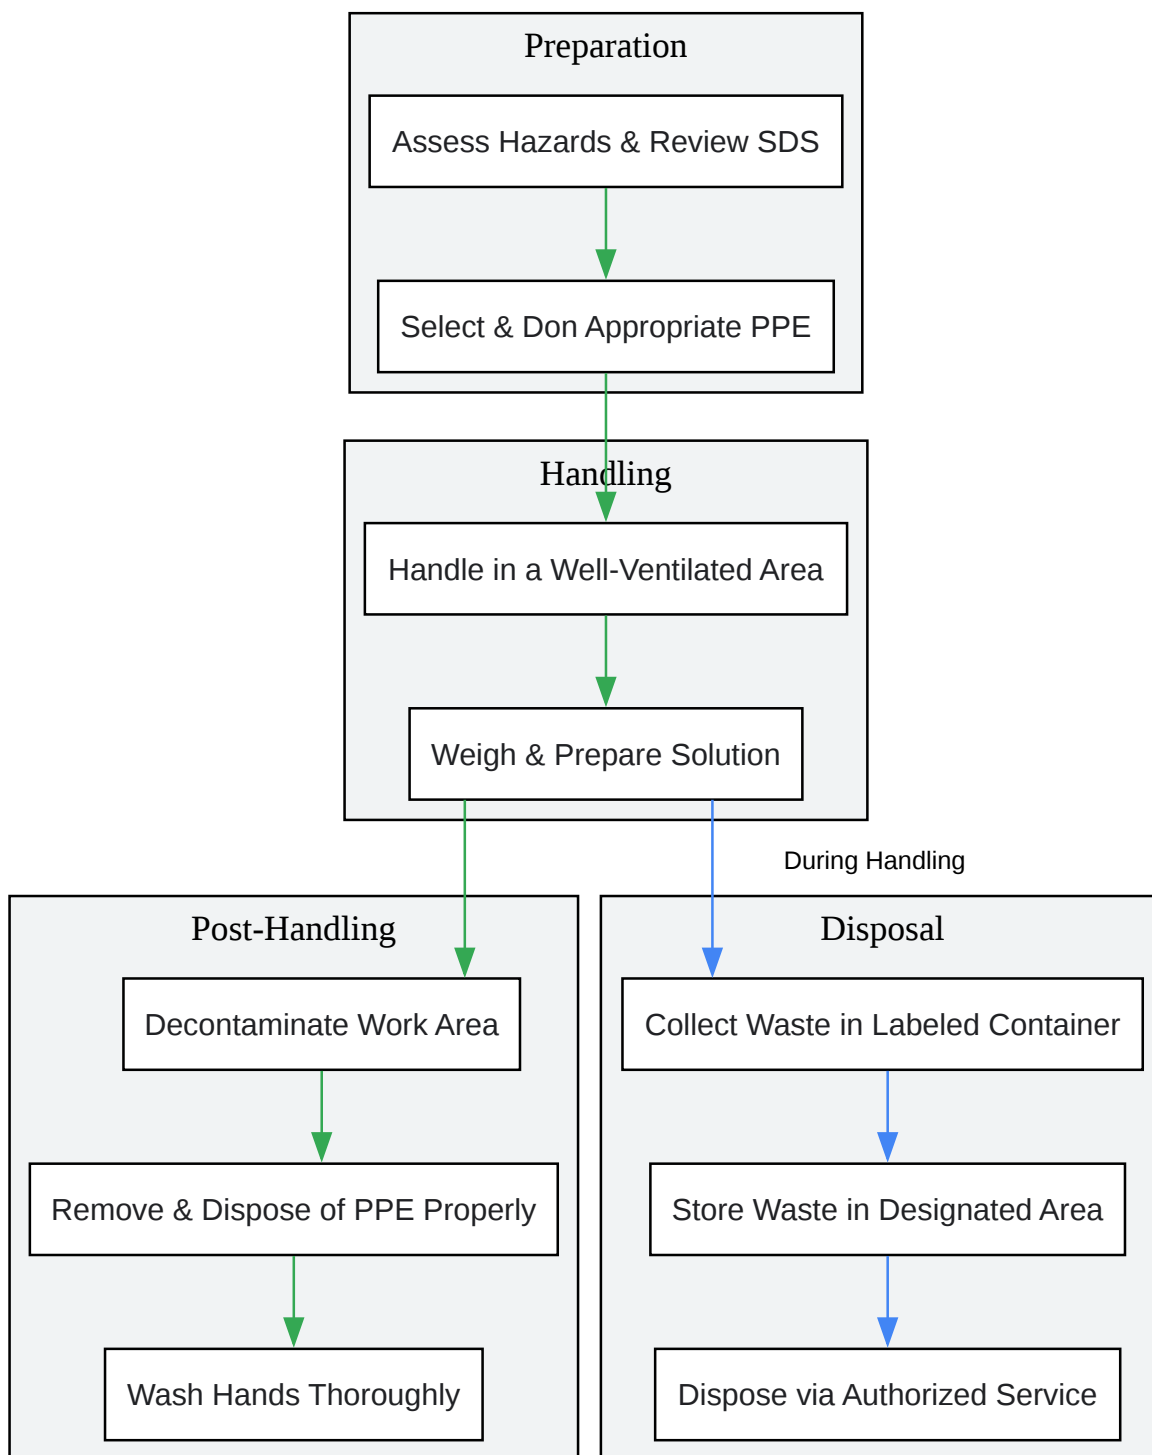 Preparation
Assess Hazards & Review SDS
Select & Don Appropriate PPE
Handling
Handle in a Well-Ventilated Area
Weigh & Prepare Solution
During Handling
Post-Handling
Decontaminate Work Area
Remove & Dispose of PPE Properly
Wash Hands Thoroughly
Disposal
Collect Waste in Labeled Container
Store Waste in Designated Area
Dispose via Authorized Service